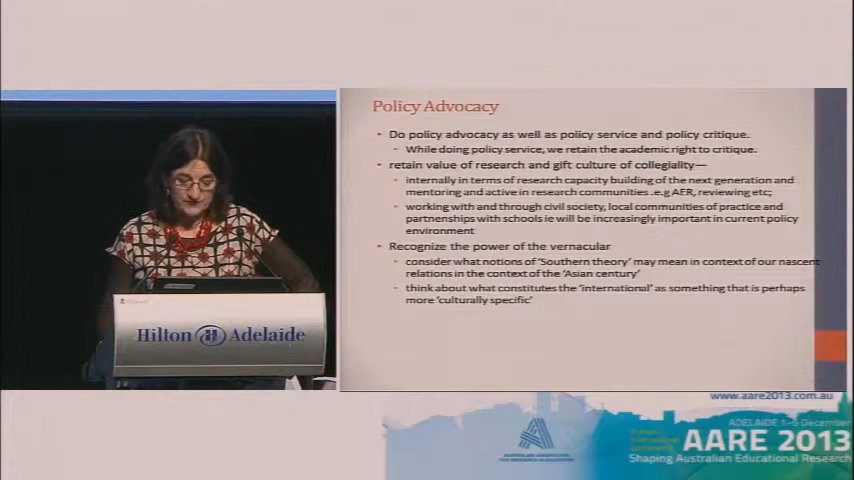 Policy Advocacy
Do policy advocacy as well as policy service and policy critique.
While doing policy service, we retain the academic right to critique.
retain value of research and gift culture of collegiality—
internally in terms of research capacity building of the next generation and
mentoring and active in research communities .e.g AER, reviewing etc;
working with and through civil society, local communities of practice and
partnerships with schools ie will be increasingly important in current policy
environment
Recognize the power of the vernacular
consider what notions of 'Southern theory' may mean in context of our nascent
relations in the context of the 'Asian century'
think about what constitutes the 'international' as something that is perhaps
more 'culturally specific'
Hilton Adelaide
www.aare2013.com.au
ADELAIDE 1-5 December
AARE 2013
Shaping Australian Educational Research